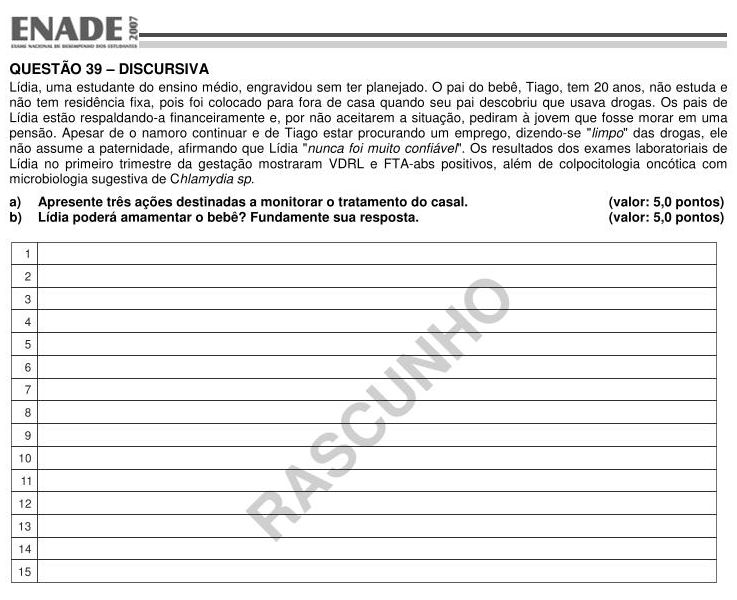 ENADE 2007
EXAME NACIONAL DE DESEMPENHO DOS ESTUDANTES
QUESTÃO 39 – DISCURSIVA
Lídia, uma estudante do ensino médio, engravidou sem ter planejado. O pai do bebê, Tiago, tem 20 anos, não estuda e
não tem residência fixa, pois foi colocado para fora de casa quando seu pai descobriu que usava drogas. Os pais de
Lídia estão respaldando-a financeiramente e, por não aceitarem a situação, pediram à jovem que fosse morar em uma
pensão. Apesar de o namoro continuar e de Tiago estar procurando um emprego, dizendo-se "limpo" das drogas, ele
não assume a paternidade, afirmando que Lídia "nunca foi muito confiável". Os resultados dos exames laboratoriais de
Lídia no primeiro trimestre da gestação mostraram VDRL e FTA-abs positivos, além de colpocitologia oncótica com
microbiologia sugestiva de Chlamydia sp.
a) Apresente três ações destinadas a monitorar o tratamento do casal. (valor: 5,0 pontos)
b) Lídia poderá amamentar o bebê? Fundamente sua resposta. (valor: 5,0 pontos)
1
2
3
4
5
6
7
8
9
10
11
12
13
14
15
RASCUNHO